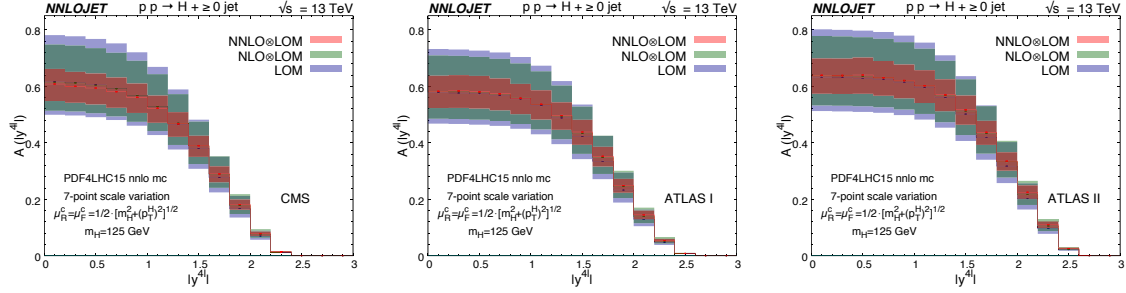 NNLOJET p p → H + ≥ 0 jet √s = 13 TeV
0.8
0.6
0.4
0.2
0
A (|y^4l|)
NNLO⊗LOM
NLO⊗LOM
LOM
PDF4LHC15 nnlo mc
7-point scale variation
μ_R^c=μ_F^c=1/2·[m_H^2+(p_T^H)^2]^1/2
m_H=125 GeV
CMS
0 0.5 1 1.5 2 2.5 3
|y^4l|
NNLOJET p p → H + ≥ 0 jet √s = 13 TeV
0.8
0.6
0.4
0.2
0
A (|y^4l|)
NNLO⊗LOM
NLO⊗LOM
LOM
PDF4LHC15 nnlo mc
7-point scale variation
μ_R^c=μ_F^c=1/2·[m_H^2+(p_T^H)^2]^1/2
m_H=125 GeV
ATLAS I
0 0.5 1 1.5 2 2.5 3
|y^4l|
NNLOJET p p → H + ≥ 0 jet √s = 13 TeV
0.8
0.6
0.4
0.2
0
A (|y^4l|)
NNLO⊗LOM
NLO⊗LOM
LOM
PDF4LHC15 nnlo mc
7-point scale variation
μ_R^c=μ_F^c=1/2·[m_H^2+(p_T^H)^2]^1/2
m_H=125 GeV
ATLAS II
0 0.5 1 1.5 2 2.5 3
|y^4l|